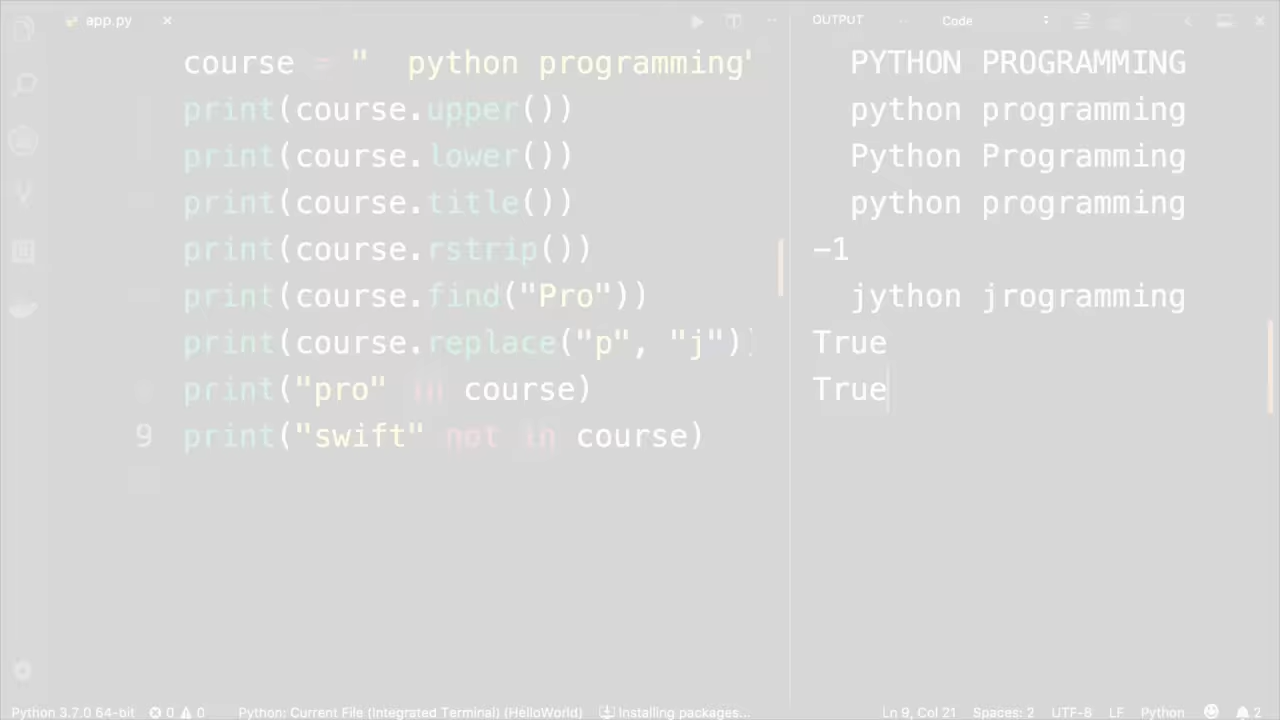 app.py
course = "  python programming"
print(course.upper())
print(course.lower())
print(course.title())
print(course.rstrip())
print(course.find("Pro"))
print(course.replace("p", "j"))
print("pro" in course)
9 print("swift" not in course)
OUTPUT
Code
PYTHON PROGRAMMING
python programming
Python Programming
python programming
-1
jython jrogramming
True
True
Python 3.7.0 64-bit 0 0 Python: Current File (Integrated Terminal) (HelloWorld) Installing packages... Ln 9, Col 21 Spaces: 2 UTF-8 LF Python 2